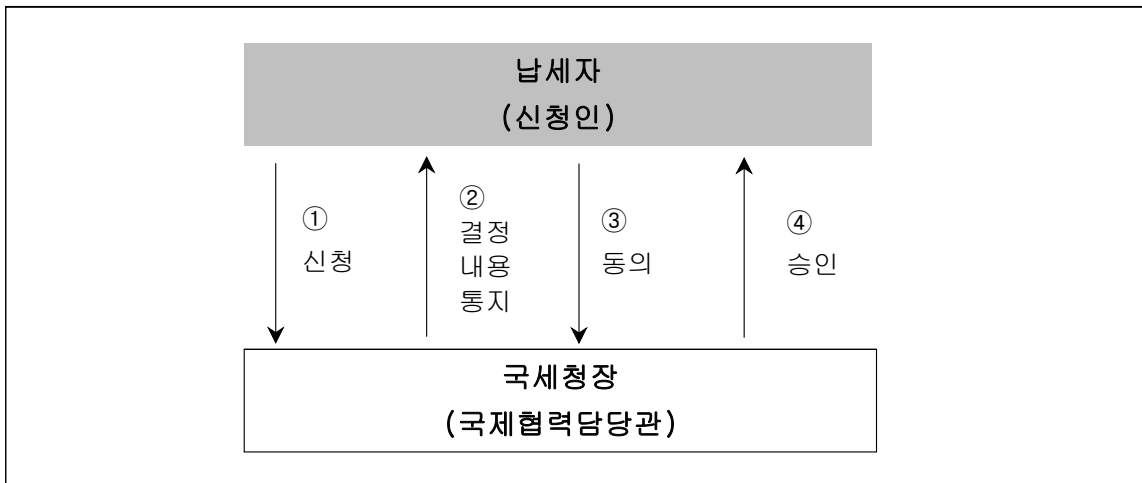 납세자
(신청인)
①
신청
②
결정
내용
통지
③
동의
④
승인
국세청장
(국제협력담당관)